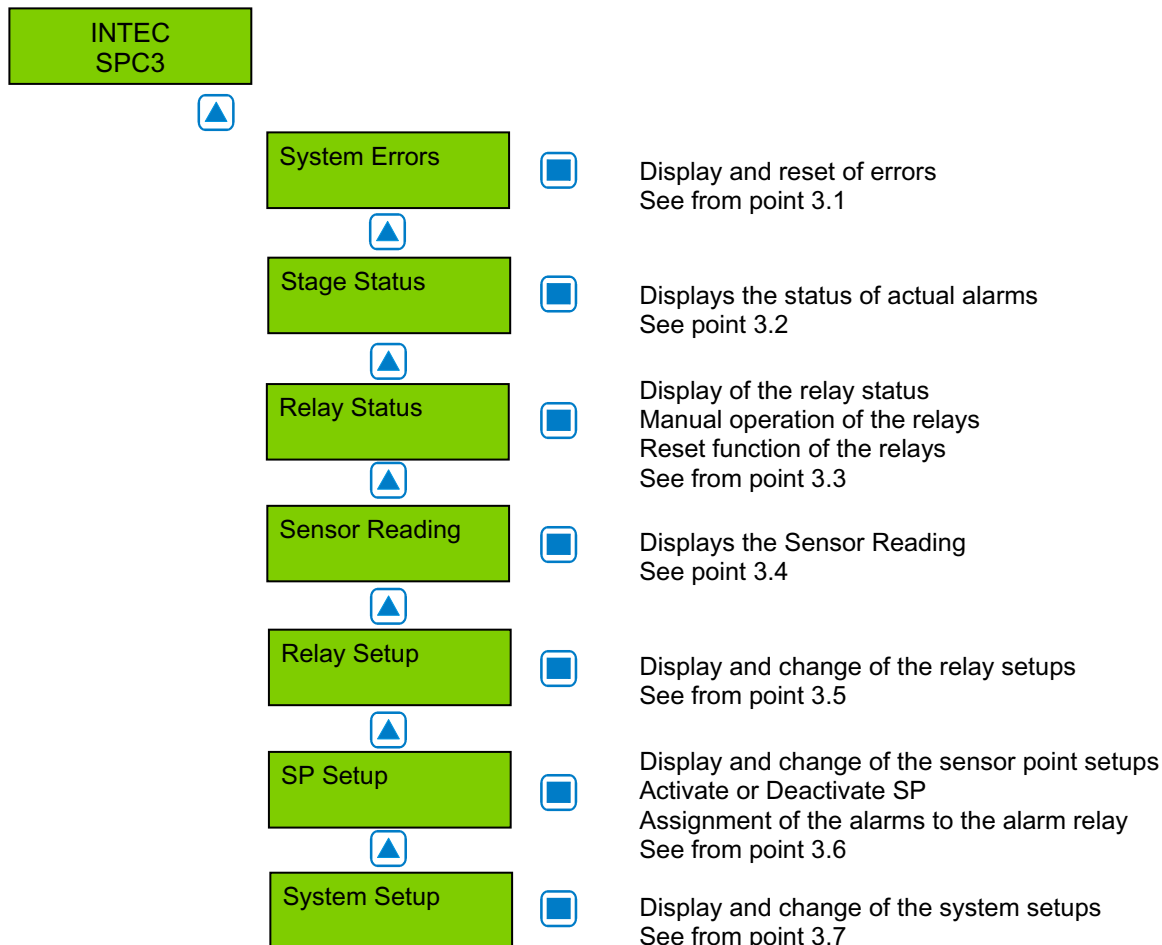 INTEC
SPC3
System Errors
Display and reset of errors
See from point 3.1
Stage Status
Displays the status of actual alarms
See point 3.2
Relay Status
Display of the relay status
Manual operation of the relays
Reset function of the relays
See from point 3.3
Sensor Reading
Displays the Sensor Reading
See point 3.4
Relay Setup
Display and change of the relay setups
See from point 3.5
SP Setup
Display and change of the sensor point setups
Activate or Deactivate SP
Assignment of the alarms to the alarm relay
See from point 3.6
System Setup
Display and change of the system setups
See from point 3.7